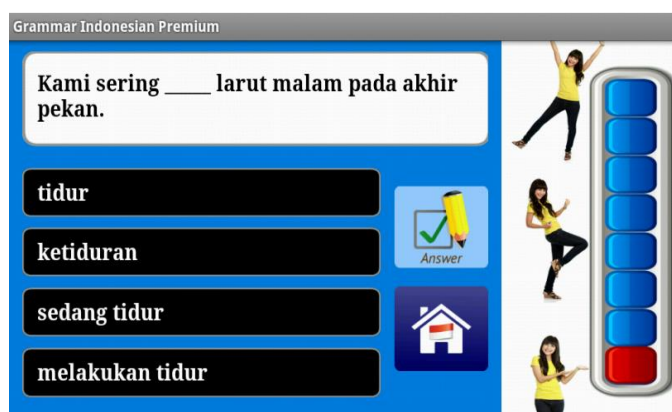 Grammar Indonesian Premium
Kami sering _____ larut malam pada akhir
pekan.
tidur
ketiduran
sedang tidur
melakukan tidur
Answer